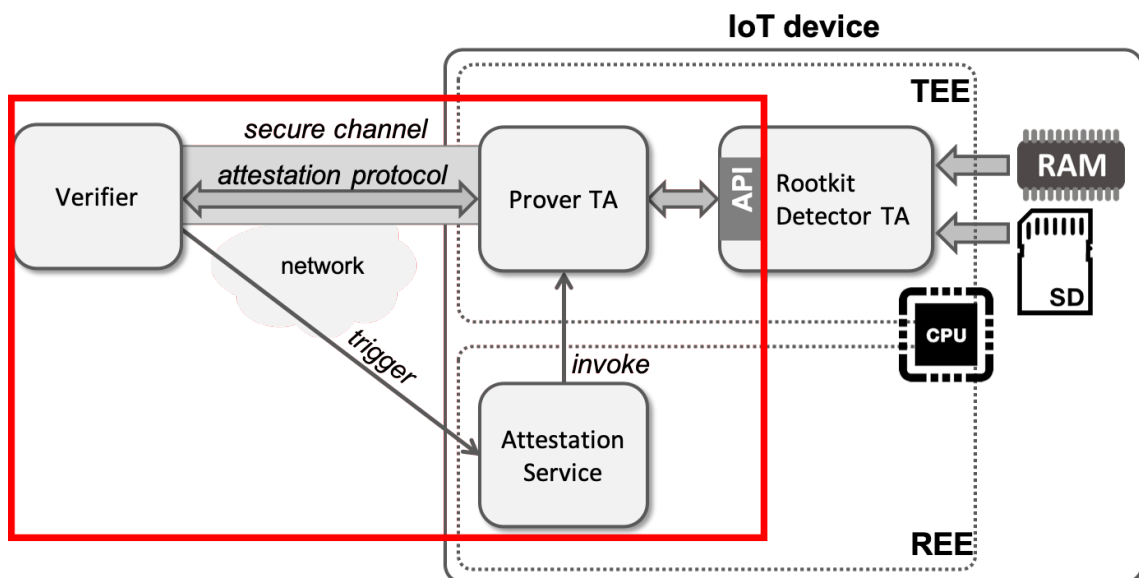 IoT device
TEE
secure channel
attestation protocol
Verifier
Prover TA
API
Rootkit
Detector TA
RAM
SD
network
CPU
trigger
invoke
Attestation
Service
REE